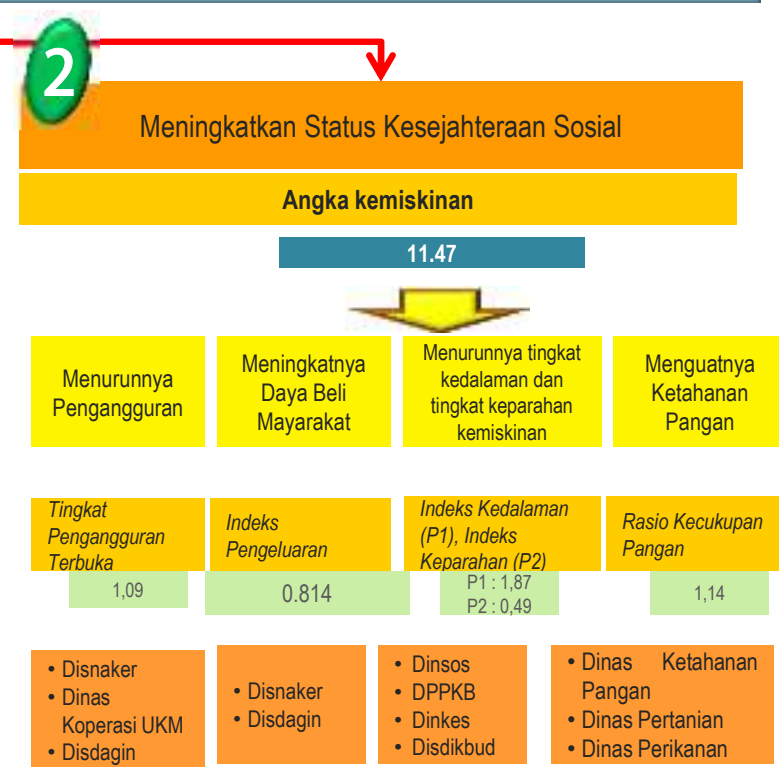 2
Meningkatkan Status Kesejahteraan Sosial
Angka kemiskinan
11.47
Menurunnya
Pengangguran
Meningkatnya
Daya Beli
Mayarakat
Menurunnya tingkat
kedalaman dan
tingkat keparahan
kemiskinan
Menguatnya
Ketahanan
Pangan
Tingkat
Pengangguran
Terbuka
Indeks
Pengeluaran
Indeks Kedalaman
(P1), Indeks
Keparahan (P2)
Rasio Kecukupan
Pangan
1,09
0.814
P1 : 1,87
P2 : 0,49
1,14
• Disnaker
• Dinas
Koperasi UKM
• Disdagin
• Disnaker
• Disdagin
• Dinsos
• DPPKB
• Dinkes
• Disdikbud
• Dinas Ketahanan
Pangan
• Dinas Pertanian
• Dinas Perikanan